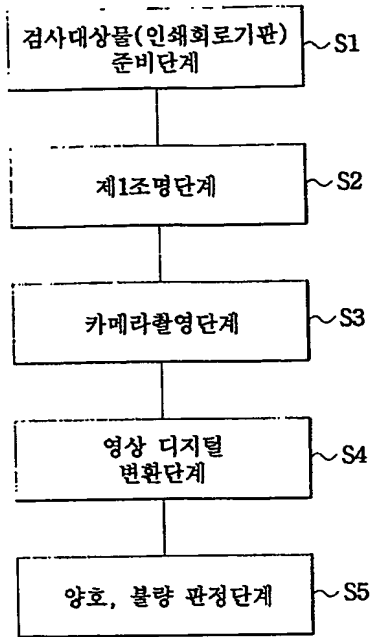 검사대상물(인쇄회로기판)
준비단계
S1
제1조명단계
S2
카메라촬영단계
S3
영상 디지털
변환단계
S4
양호, 불량 판정단계
S5